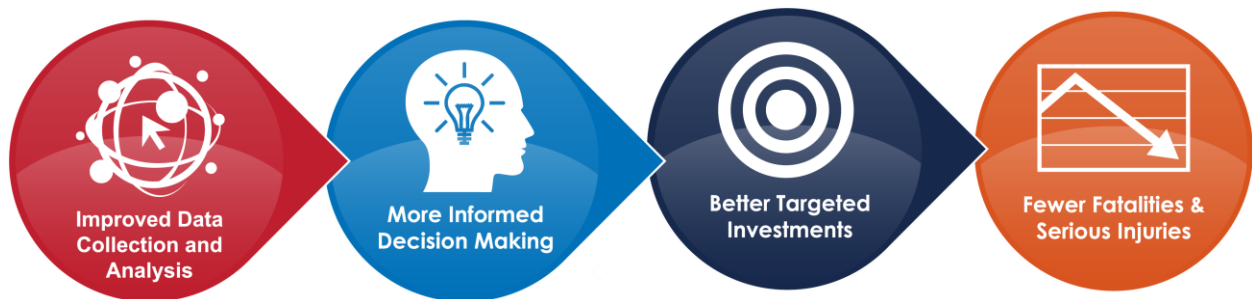 Improved Data
Collection and
Analysis
More Informed
Decision Making
Better Targeted
Investments
Fewer Fatalities &
Serious Injuries